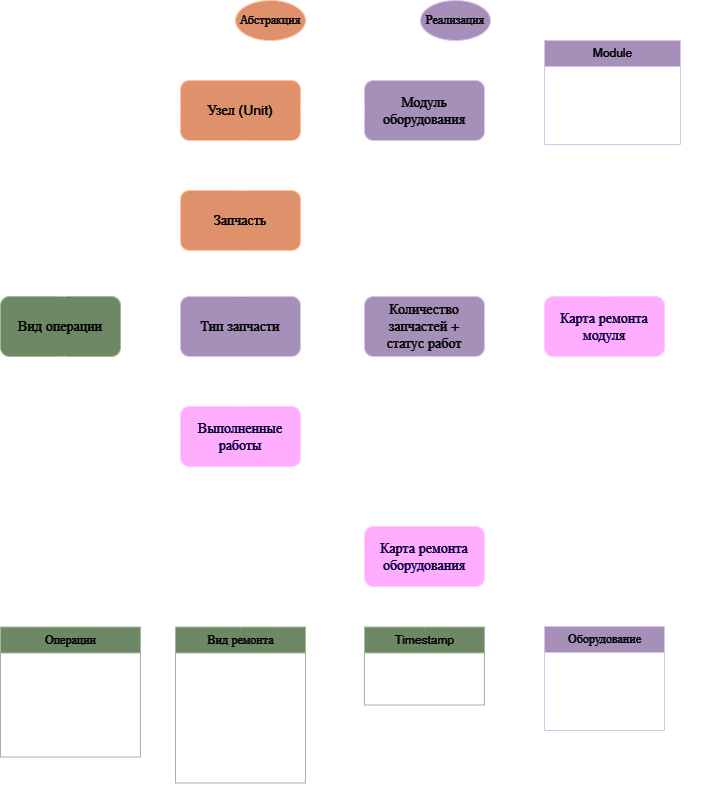 Абстракция
Реализация
Module
Узел (Unit)
Модуль
оборудования
Запчасть
Вид операции
Тип запчасти
Количество
запчастей +
статус работ
Карта ремонта
модуля
Выполненные
работы
Карта ремонта
оборудования
Операции
Вид ремонта
Timestamp
Оборудование